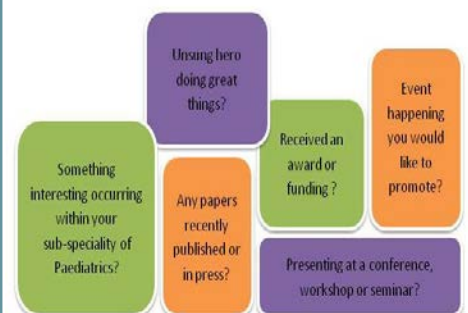 Unsung hero
doing great
things?
Event
happening
you would
like to
promote?
Something
interesting occurring
within your
sub-speciality of
Paediatrics?
Any papers
recently
published or
in press?
Received an
award or
funding ?
Presenting at a conference,
workshop or seminar?